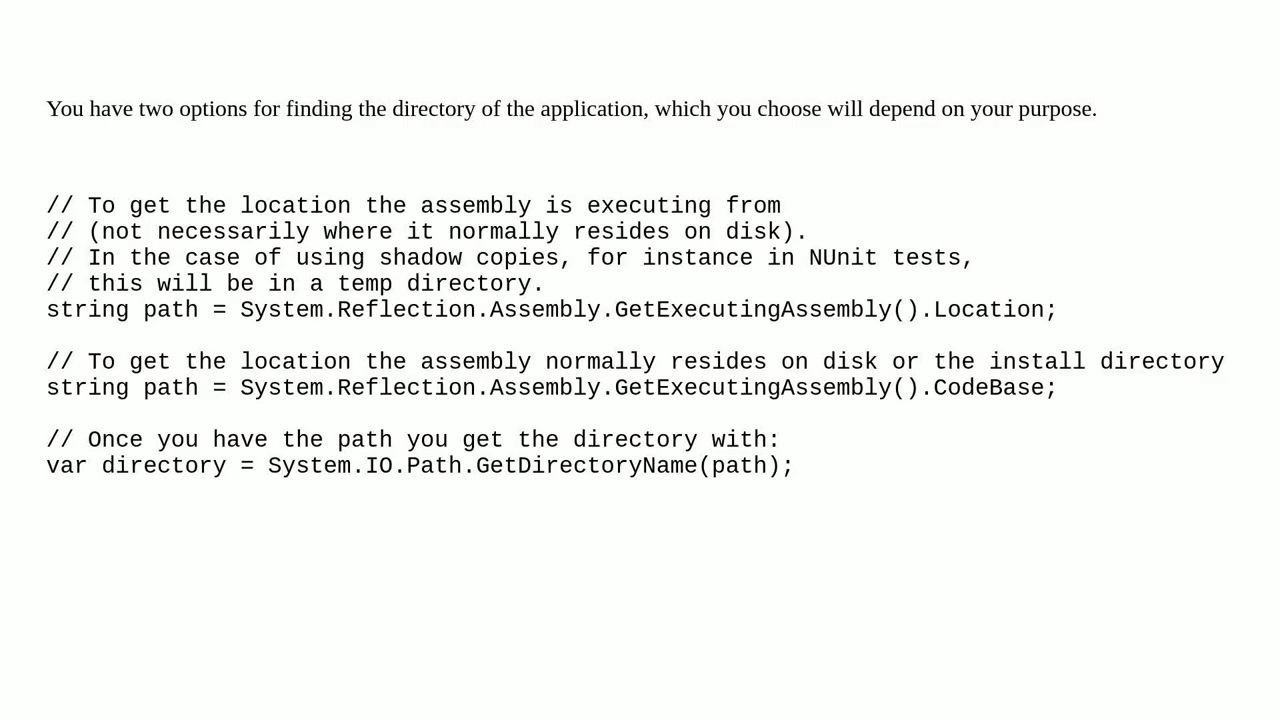 You have two options for finding the directory of the application, which you choose will depend on your purpose.
// To get the location the assembly is executing from
// (not necessarily where it normally resides on disk).
// In the case of using shadow copies, for instance in NUnit tests,
// this will be in a temp directory.
string path = System.Reflection.Assembly.GetExecutingAssembly().Location;
// To get the location the assembly normally resides on disk or the install directory
string path = System.Reflection.Assembly.GetExecutingAssembly().CodeBase;
// Once you have the path you get the directory with:
var directory = System.IO.Path.GetDirectoryName(path);